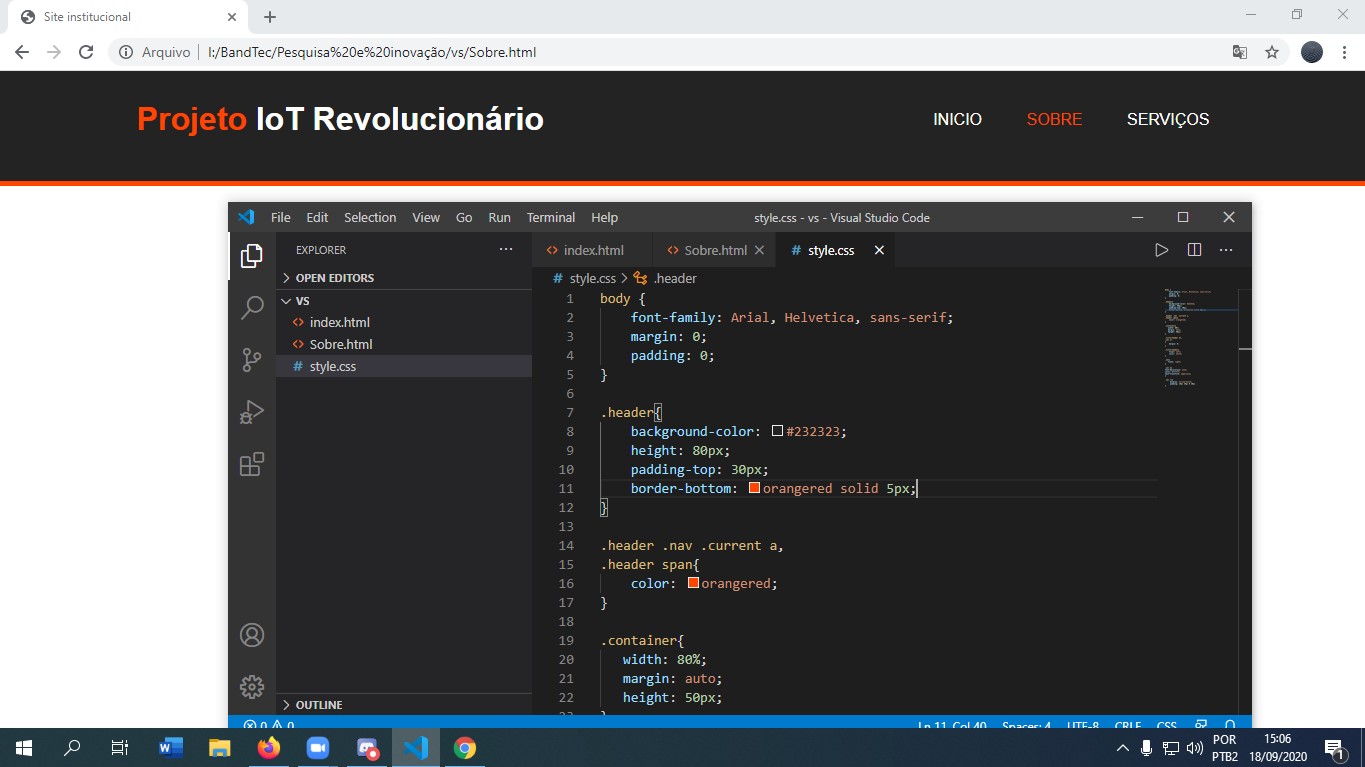 Site institucional
Arquivo | I:/BandTec/Pesquisa%20e%20inovação/vs/Sobre.html
Projeto IoT Revolucionário
INICIO SOBRE SERVIÇOS
File Edit Selection View Go Run Terminal Help
style.css - vs - Visual Studio Code
EXPLORER
OPEN EDITORS
VS
index.html
Sobre.html
style.css
OUTLINE
index.html Sobre.html style.css
style.css > .header
1 body {
2 font-family: Arial, Helvetica, sans-serif;
3 margin: 0;
4 padding: 0;
5 }
6
7 .header{
8 background-color: #232323;
9 height: 80px;
10 padding-top: 30px;
11 border-bottom: orangered solid 5px;
12 }
13
14 .header .nav .current a,
15 .header span{
16 color: orangered;
17 }
18
19 .container{
20 width: 80%;
21 margin: auto;
22 height: 50px;
23 }
0 0 Ln 11, Col 40 Spaces: 4 UTF-8 CRLF CSS
POR
PTB2
15:06
18/09/2020
1